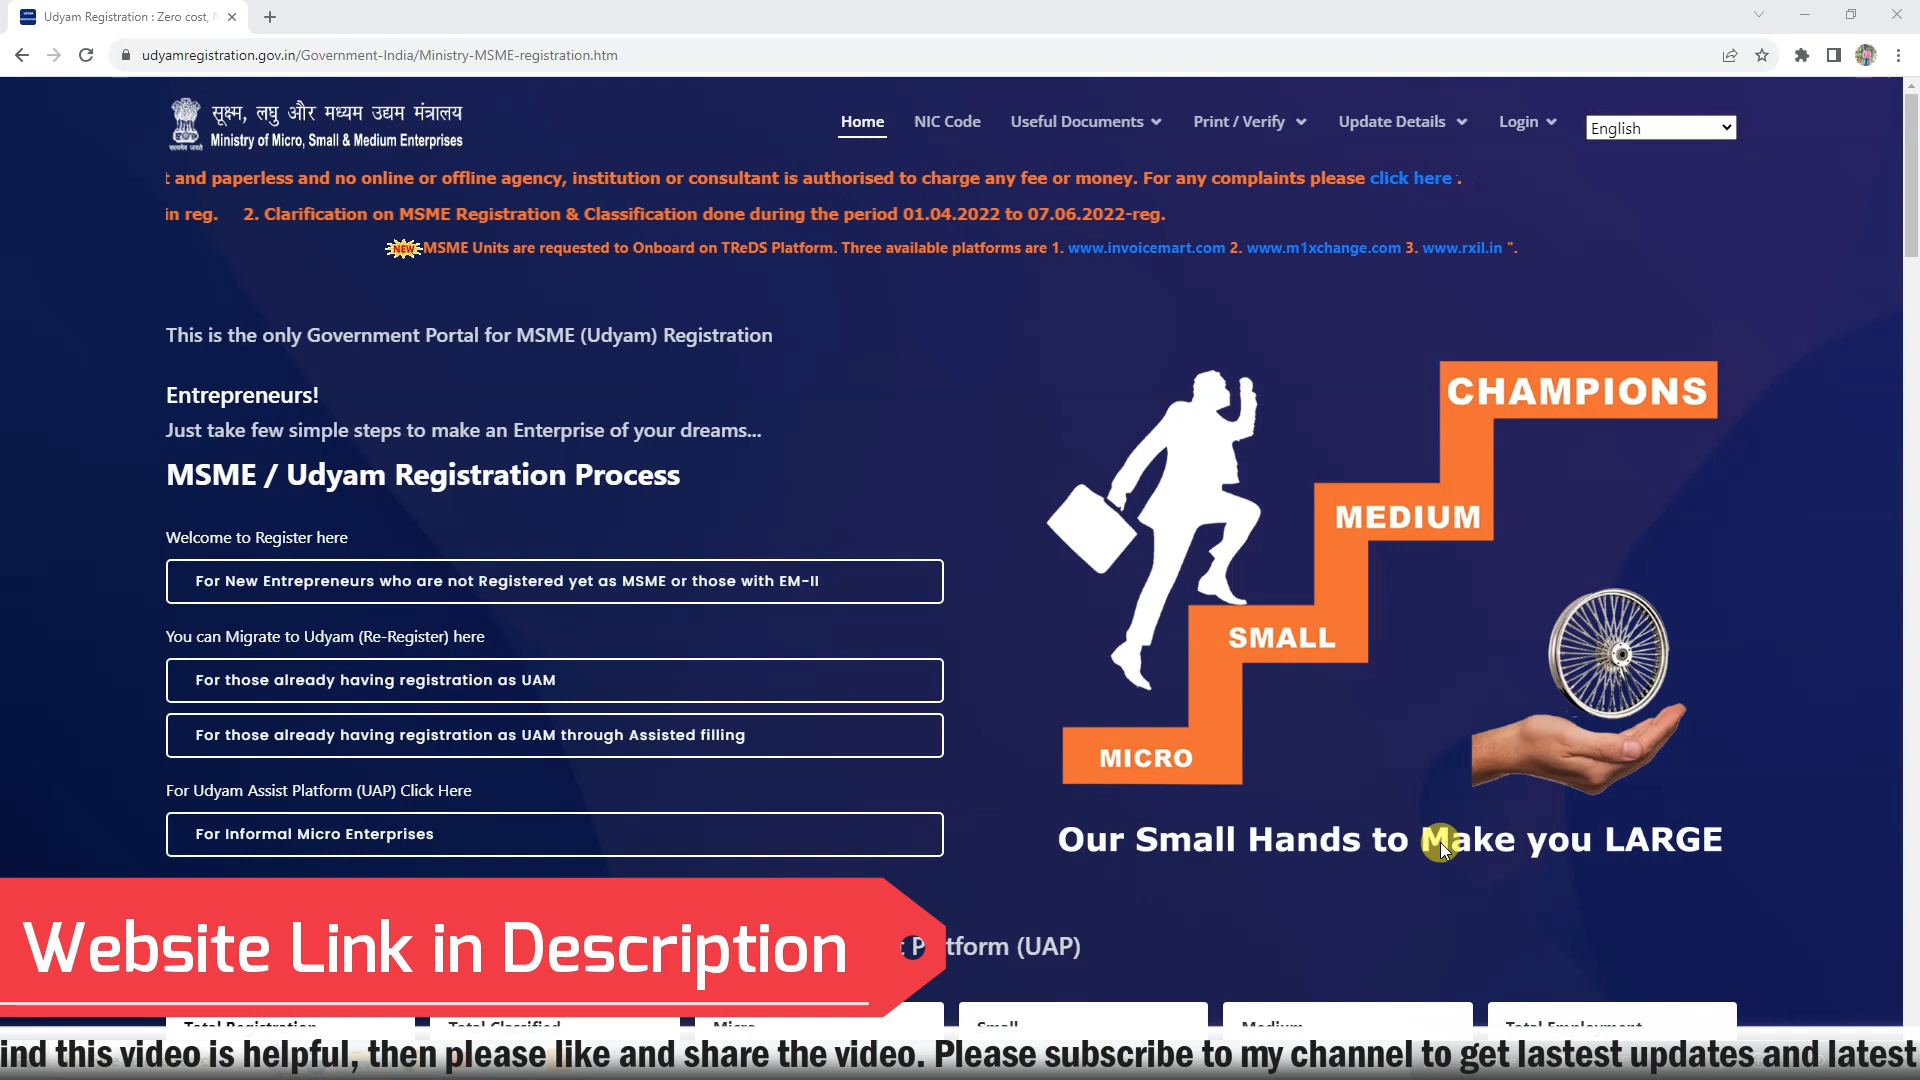 Udyam Registration : Zero cost,
udyamregistration.gov.in/Government-India/Ministry-MSME-registration.htm
सूक्ष्म, लघु और मध्यम उद्यम मंत्रालय
Ministry of Micro, Small & Medium Enterprises
सत्यमेव जयते
Home NIC Code Useful Documents Print / Verify Update Details Login English
t and paperless and no online or offline agency, institution or consultant is authorised to charge any fee or money. For any complaints please click here .
in reg. 2. Clarification on MSME Registration & Classification done during the period 01.04.2022 to 07.06.2022-reg.
NEW MSME Units are requested to Onboard on TReDS Platform. Three available platforms are 1. www.invoicemart.com 2. www.m1xchange.com 3. www.rxil.in ".
This is the only Government Portal for MSME (Udyam) Registration
Entrepreneurs!
Just take few simple steps to make an Enterprise of your dreams...
MSME / Udyam Registration Process
Welcome to Register here
For New Entrepreneurs who are not Registered yet as MSME or those with EM-II
You can Migrate to Udyam (Re-Register) here
For those already having registration as UAM
For those already having registration as UAM through Assisted filling
For Udyam Assist Platform (UAP) Click Here
For Informal Micro Enterprises
CHAMPIONS
MEDIUM
SMALL
MICRO
Our Small Hands to Make you LARGE
Website Link in Description
tform (UAP)
Total Registration Total Classified Micro Small Medium Total Employment
ind this video is helpful, then please like and share the video. Please subscribe to my channel to get lastest updates and latest